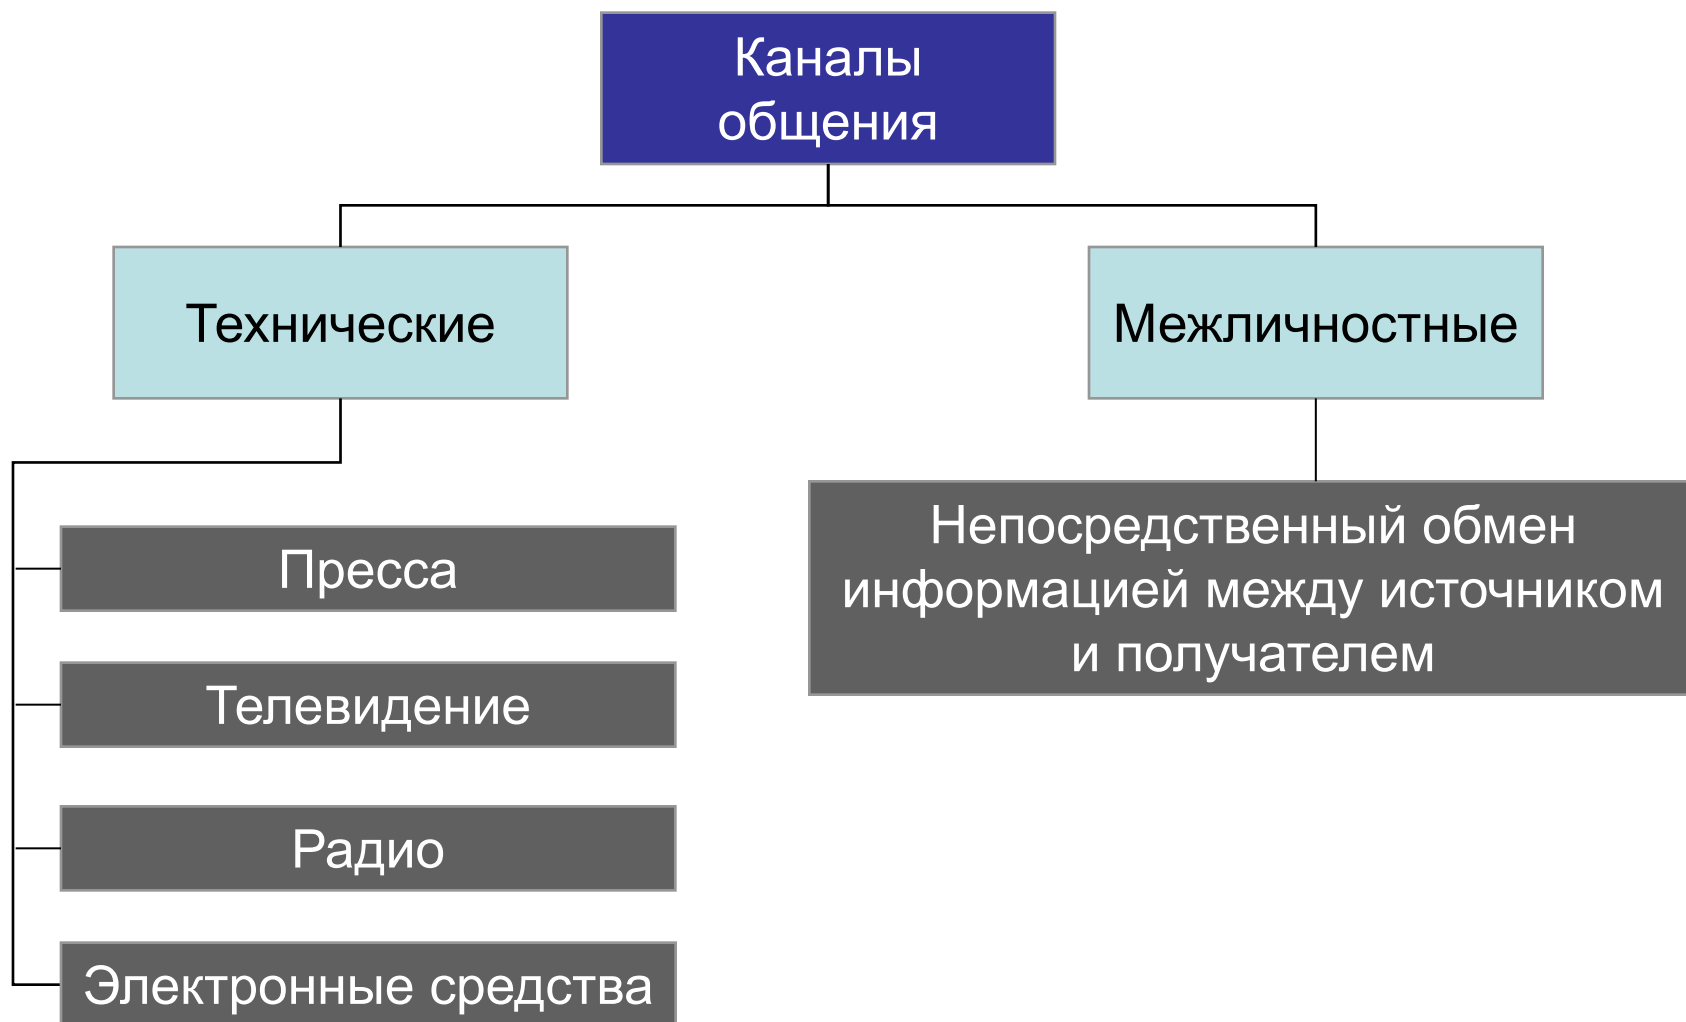 Каналы
общения
Технические
Межличностные
Пресса
Телевидение
Радио
Электронные средства
Непосредственный обмен
информацией между источником
и получателем